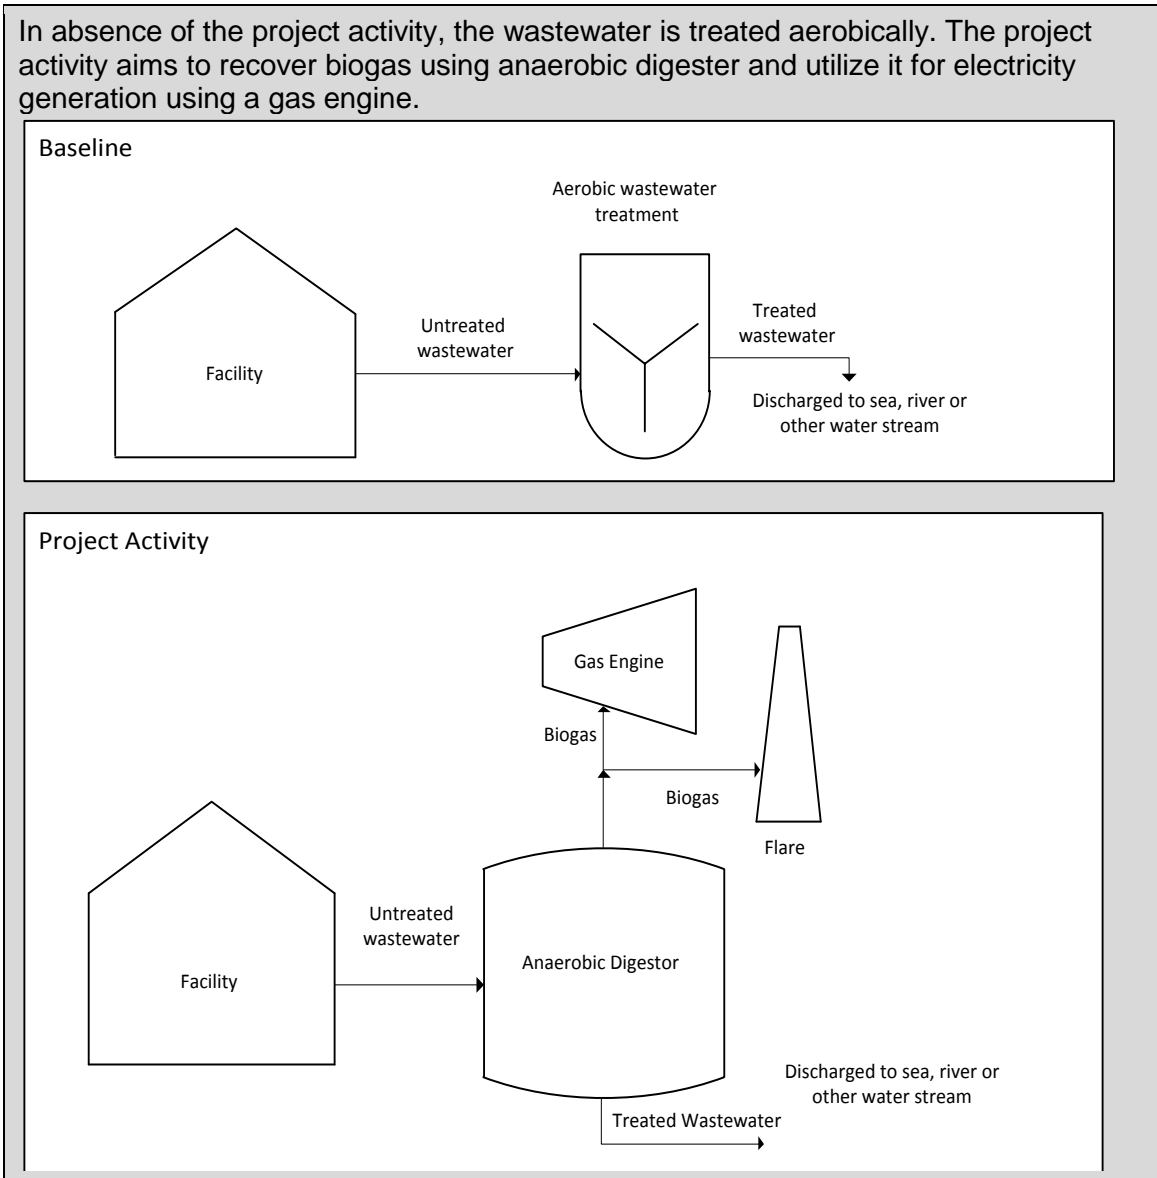 In absence of the project activity, the wastewater is treated aerobically. The project
activity aims to recover biogas using anaerobic digester and utilize it for electricity
generation using a gas engine.
Baseline
Aerobic wastewater
treatment
Untreated
wastewater
Treated
wastewater
Facility
Discharged to sea, river or
other water stream
Project Activity
Gas Engine
Biogas
Biogas
Flare
Untreated
wastewater
Anaerobic Digestor
Facility
Discharged to sea, river or
other water stream
Treated Wastewater